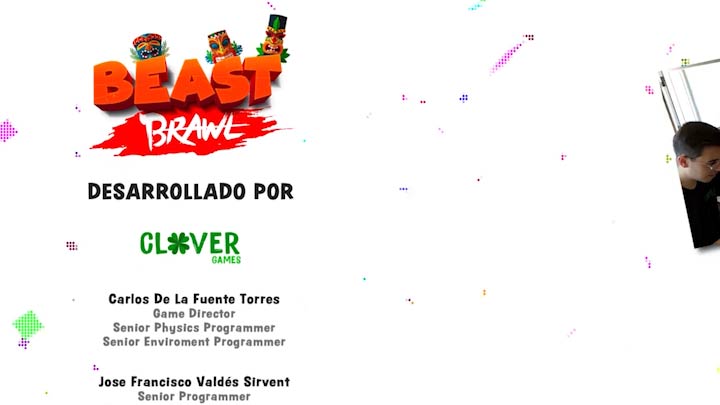 BEAST
BRAWL
DESARROLLADO POR
CLOVER
GAMES
Carlos De La Fuente Torres
Game Director
Senior Physics Programmer
Senior Enviroment Programmer
Jose Francisco Valdés Sirvent
Senior Programmer